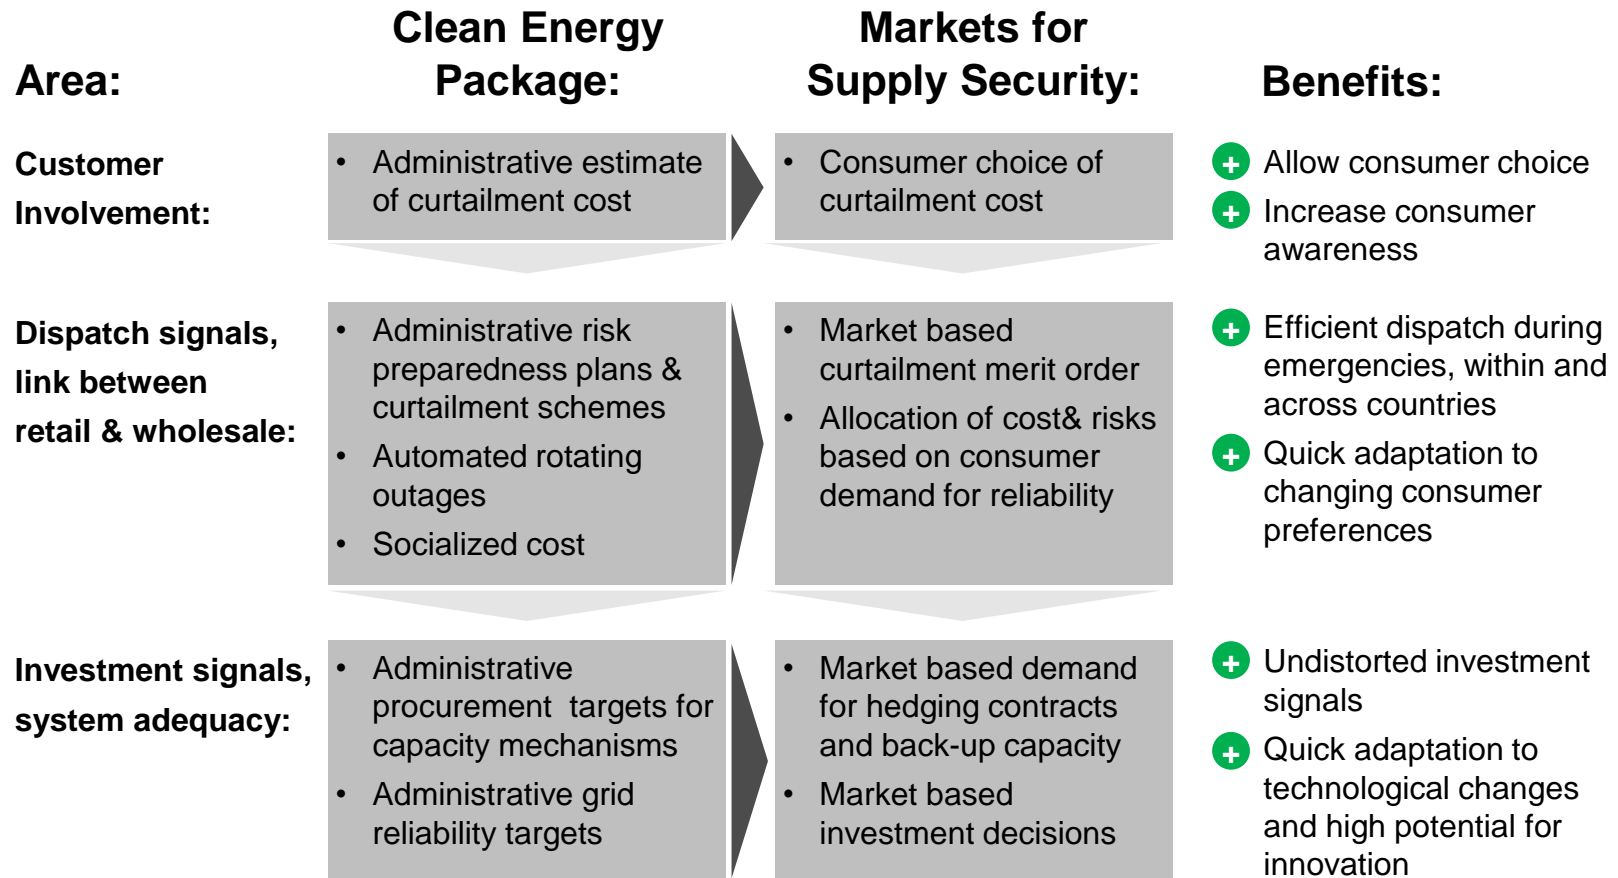 Area:
Clean Energy
Package:
Markets for
Supply Security:
Benefits:
Customer
Involvement:
• Administrative estimate
of curtailment cost
• Consumer choice of
curtailment cost
+ Allow consumer choice
+ Increase consumer
awareness
Dispatch signals,
link between
retail & wholesale:
• Administrative risk
preparedness plans &
curtailment schemes
• Automated rotating
outages
• Socialized cost
• Market based
curtailment merit order
• Allocation of cost& risks
based on consumer
demand for reliability
+ Efficient dispatch during
emergencies, within and
across countries
+ Quick adaptation to
changing consumer
preferences
Investment signals,
system adequacy:
• Administrative
procurement  targets for
capacity mechanisms
• Administrative grid
reliability targets
• Market based demand
for hedging contracts
and back-up capacity
• Market based
investment decisions
+ Undistorted investment
signals
+ Quick adaptation to
technological changes
and high potential for
innovation